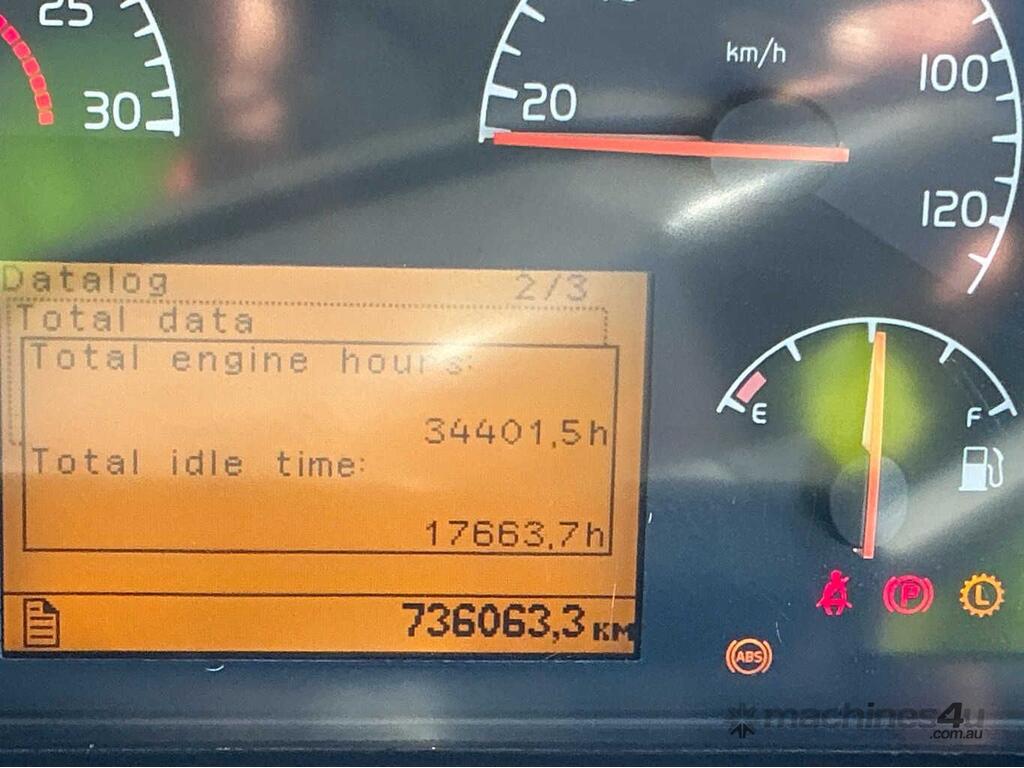 25
30
km/h
20
100
120
Datalog 2/3
Total data
Total engine hours:
34401,5h
Total idle time:
17663,7h
736063,3 км
E
F
P
L
ABS
machines4u
.com.au